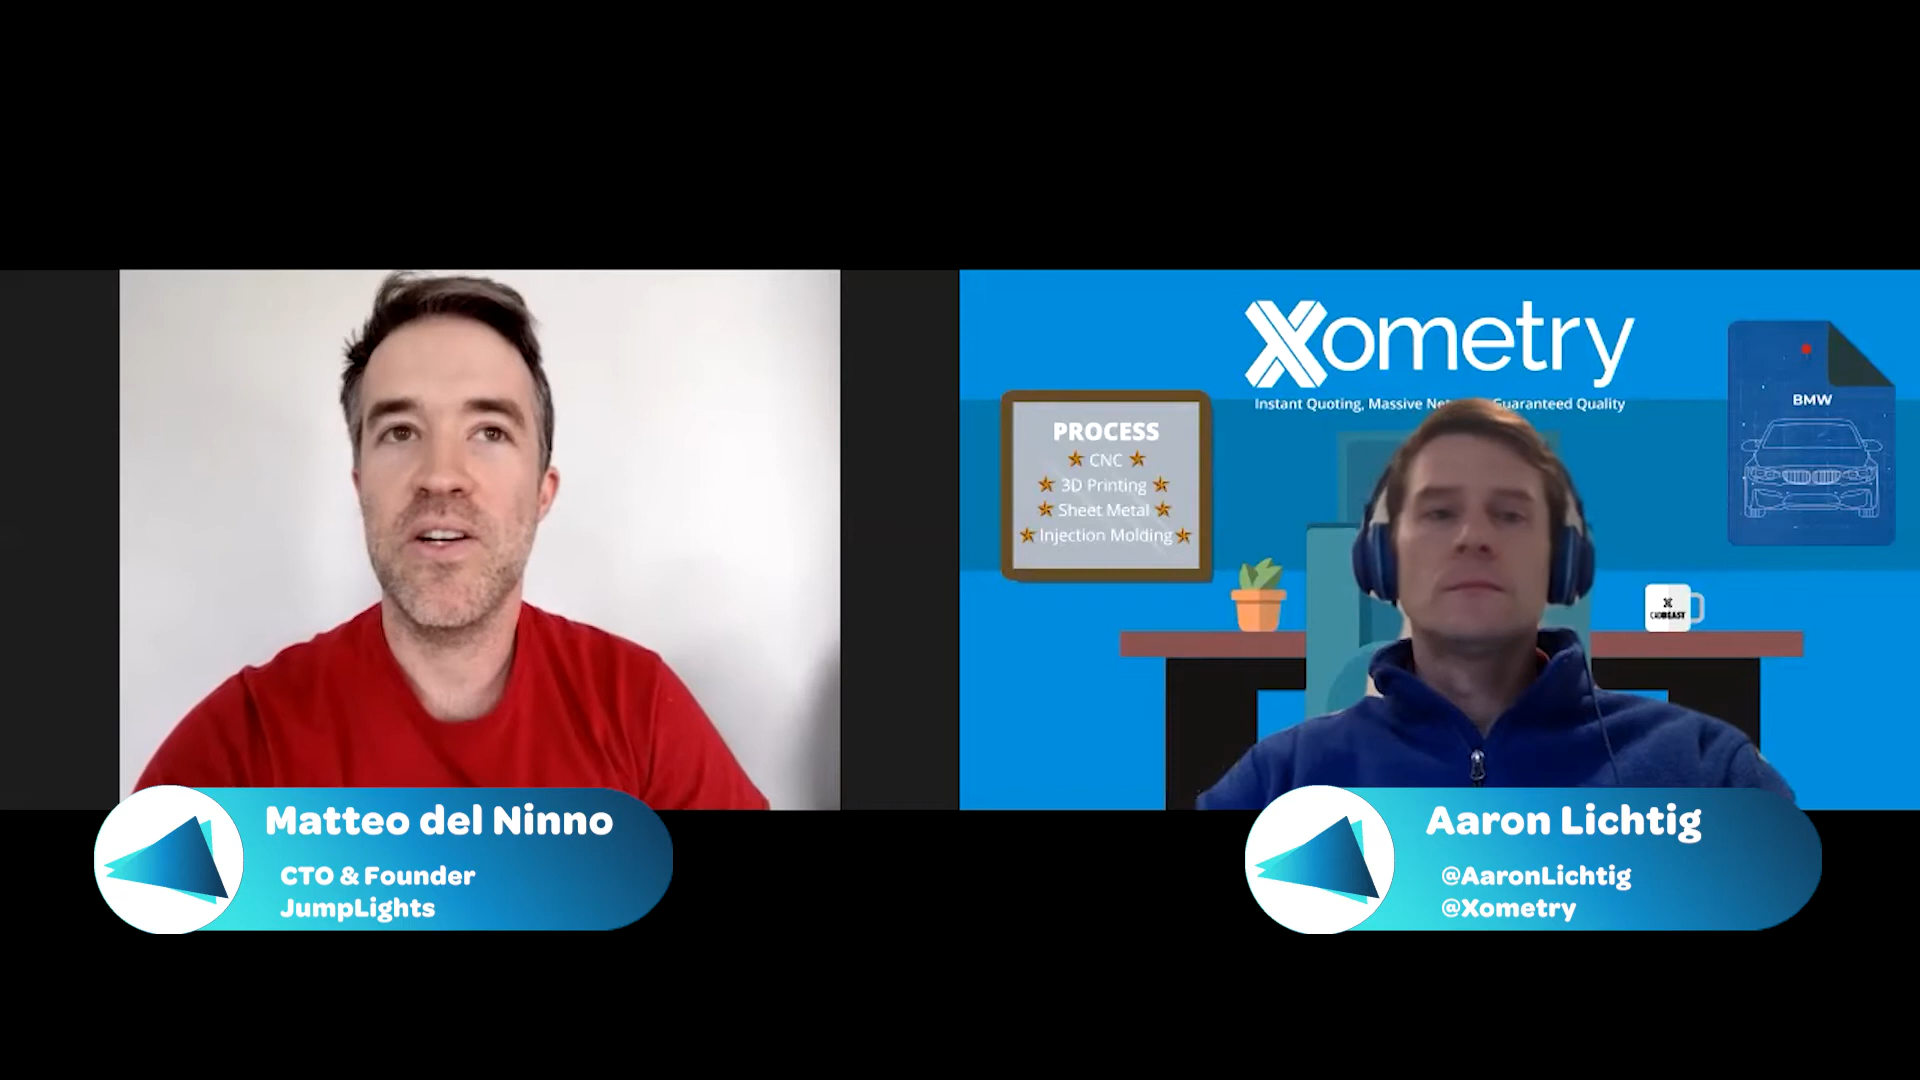 Xometry
Instant Quoting, Massive Guaranteed Quality
PROCESS
CNC
3D Printing
Sheet Metal
Injection Molding
BMW
X
Matteo del Ninno
CTO & Founder
JumpLights
Aaron Lichtig
@AaronLichtig
@Xometry